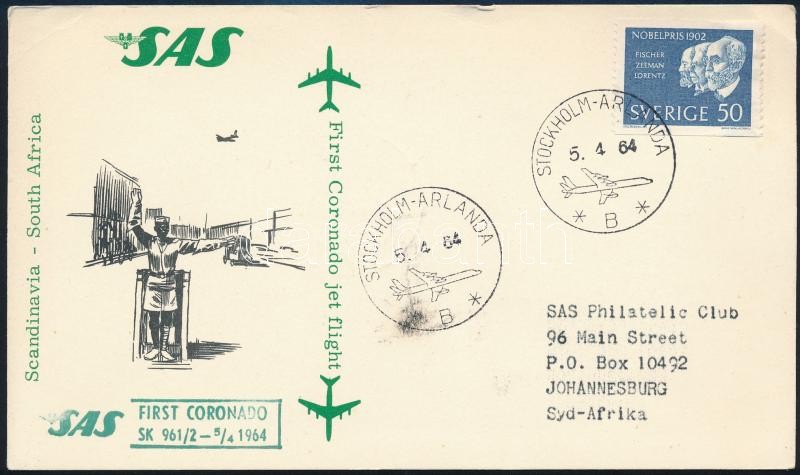 SAS
Scandinavia - South Africa
First Coronado jet flight
SAS
FIRST CORONADO
SK 961/2-5/4 1964
NOBELPRIS 1902
FISCHER
ZEEMAN
LORENTZ
SVERIGE 50
STOCKHOLM-ARLANDA
5. 4 64
* B *
STOCKHOLM-ARLANDA
5. 4 64
B *
SAS Philatelic Club
96 Main Street
P.O. Box 10492
JOHANNESBURG
Syd-Afrika